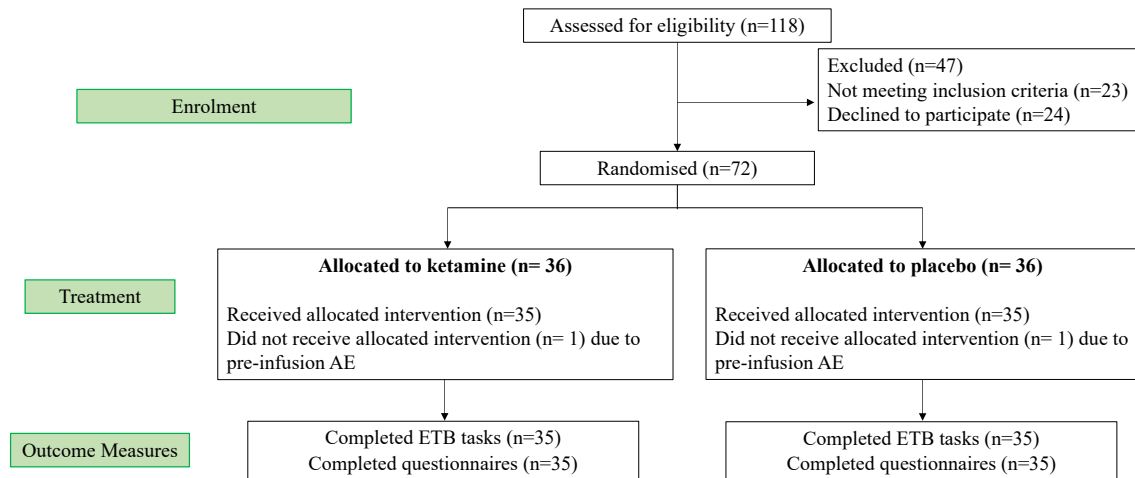 Assessed for eligibility (n=118)
Excluded (n=47)
Not meeting inclusion criteria (n=23)
Declined to participate (n=24)
Enrolment
Randomised (n=72)
Allocated to ketamine (n= 36)
Received allocated intervention (n=35)
Did not receive allocated intervention (n= 1) due to
pre-infusion AE
Allocated to placebo (n= 36)
Received allocated intervention (n=35)
Did not receive allocated intervention (n= 1) due to
pre-infusion AE
Treatment
Completed ETB tasks (n=35)
Completed questionnaires (n=35)
Completed ETB tasks (n=35)
Completed questionnaires (n=35)
Outcome Measures